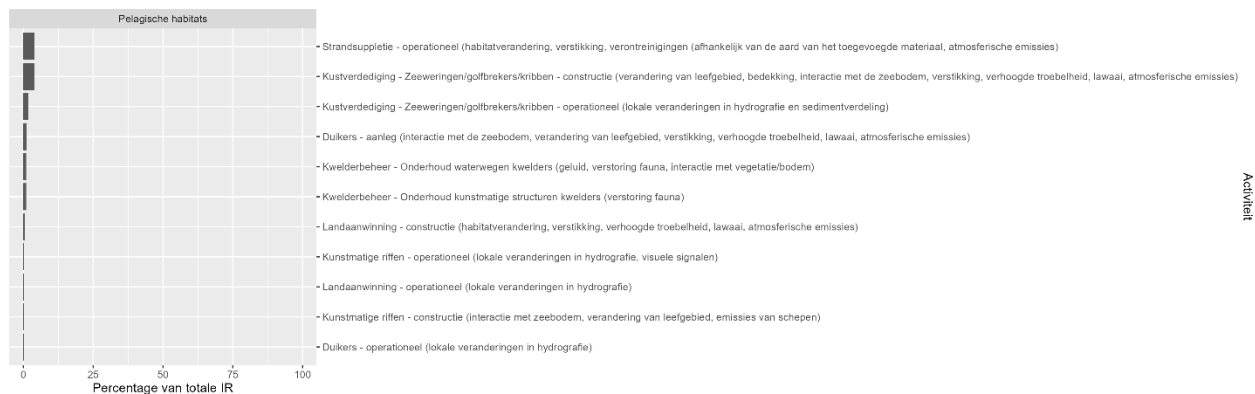 Pelagische habitats
Strandsuppletie - operationeel (habitatverandering, verstikking, verontreinigingen (afhankelijk van de aard van het toegevoegde materiaal, atmosferische emissies)
Kustverdediging - Zeeweringen/golfbrekers/kribben - constructie (verandering van leefgebied, bedekking, interactie met de zeebodem, verstikking, verhoogde troebelheid, lawaai, atmosferische emissies)
Kustverdediging - Zeeweringen/golfbrekers/kribben - operationeel (lokale veranderingen in hydrografie en sedimentverdeling)
Duikers - aanleg (interactie met de zeebodem, verandering van leefgebied, verstikking, verhoogde troebelheid, lawaai, atmosferische emissies)
Kwelderbeheer - Onderhoud waterwegen kwelders (geluid, verstoring fauna, interactie met vegetatie/bodem)
Kwelderbeheer - Onderhoud kunstmatige structuren kwelders (verstoring fauna)
Landaanwinning - constructie (habitatverandering, verstikking, verhoogde troebelheid, lawaai, atmosferische emissies)
Kunstmatige riffen - operationeel (lokale veranderingen in hydrografie, visuele signalen)
Landaanwinning - operationeel (lokale veranderingen in hydrografie)
Kunstmatige riffen - constructie (interactie met zeebodem, verandering van leefgebied, emissies van schepen)
Duikers - operationeel (lokale veranderingen in hydrografie)
0 25 50 75 100
Percentage van totale IR
Activiteit